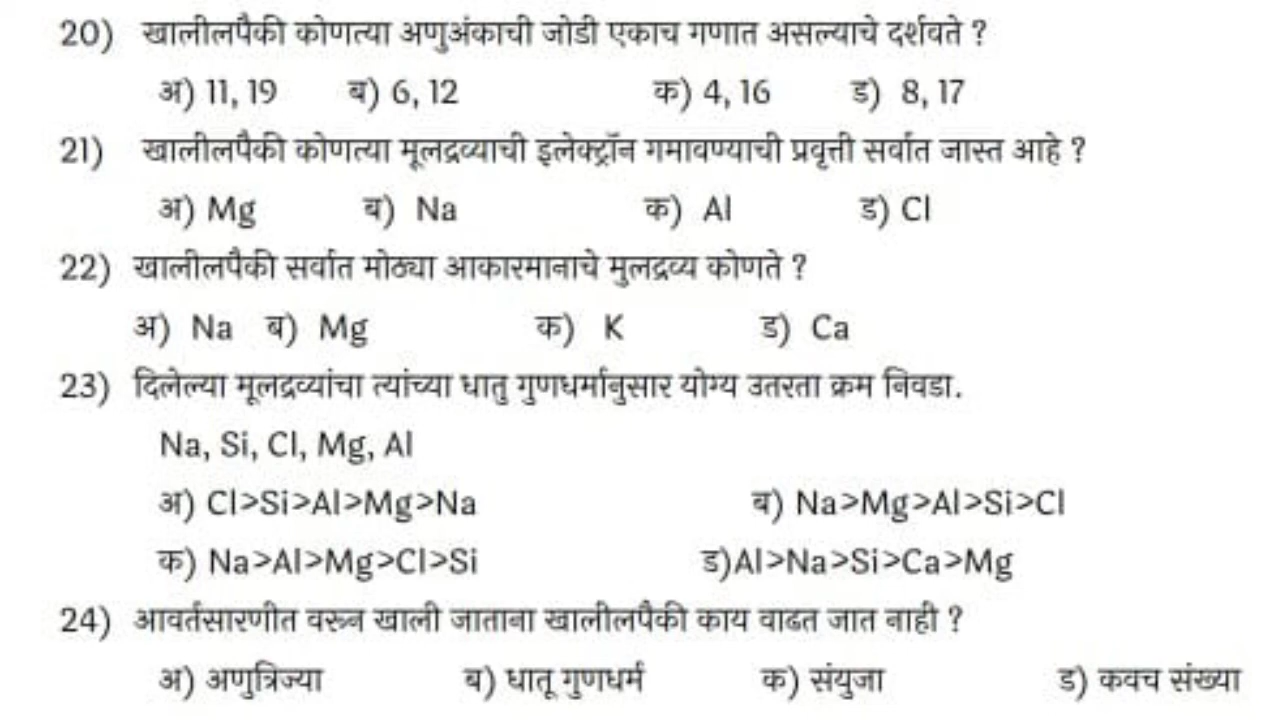 20) खालीलपैकी कोणत्या अणुअंकाची जोडी एकाच गणात असल्याचे दर्शवते ?
अ) 11, 19 ब) 6, 12 क) 4, 16 ड) 8, 17
21) खालीलपैकी कोणत्या मूलद्रव्याची इलेक्ट्रॉन गमावण्याची प्रवृत्ती सर्वात जास्त आहे ?
अ) Mg ब) Na क) Al ड) Cl
22) खालीलपैकी सर्वात मोठ्या आकारमानाचे मुलद्रव्य कोणते ?
अ) Na ब) Mg क) K ड) Ca
23) दिलेल्या मूलद्रव्यांचा त्यांच्या धातु गुणधर्मानुसार योग्य उतरता क्रम निवडा.
Na, Si, Cl, Mg, Al
अ) Cl>Si>Al>Mg>Na ब) Na>Mg>Al>Si>Cl
क) Na>Al>Mg>Cl>Si ड)Al>Na>Si>Ca>Mg
24) आवर्तसारणीत वरून खाली जाताना खालीलपैकी काय वाढत जात नाही ?
अ) अणुत्रिज्या ब) धातू गुणधर्म क) संयुजा ड) कवच संख्या